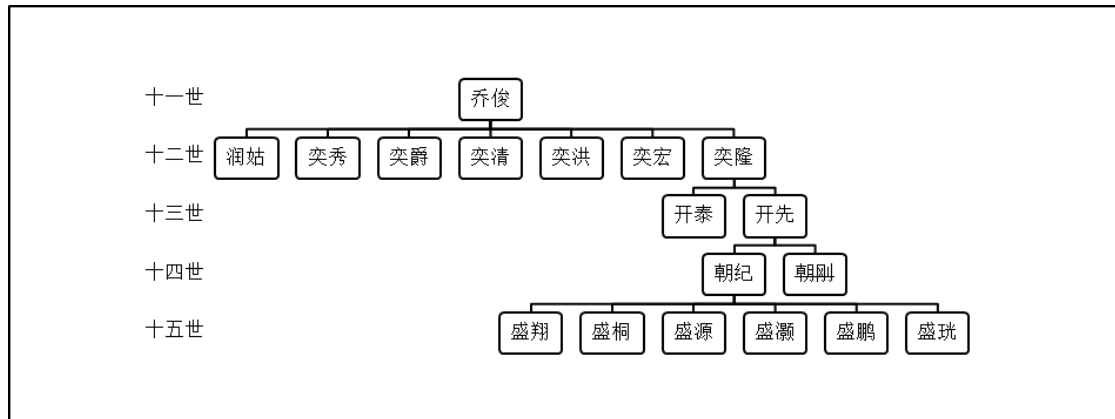 十一世 乔俊
十二世 润姑 奕秀 奕爵 奕清 奕洪 奕宏 奕隆
十三世 开泰 开先
十四世 朝纪 朝刚
十五世 盛翔 盛桐 盛源 盛灏 盛鹏 盛珖